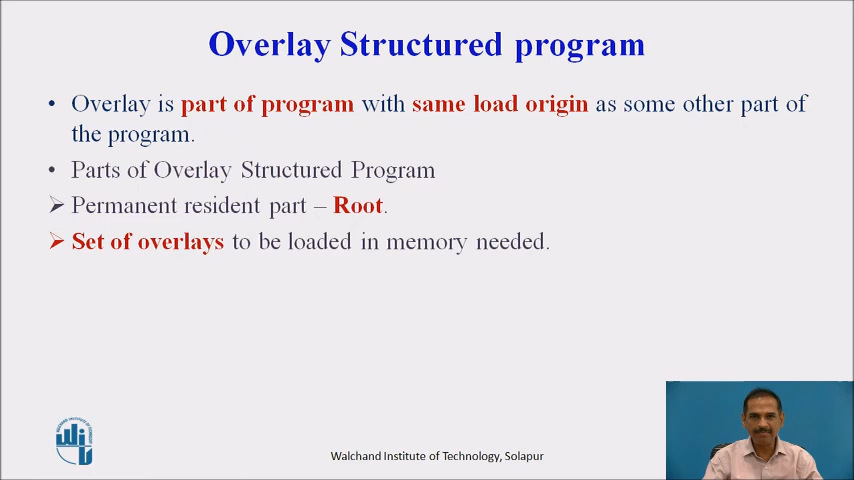 Overlay Structured program
• Overlay is part of program with same load origin as some other part of
the program.
• Parts of Overlay Structured Program
➢ Permanent resident part – Root.
➢ Set of overlays to be loaded in memory needed.
Walchand Institute of Technology, Solapur